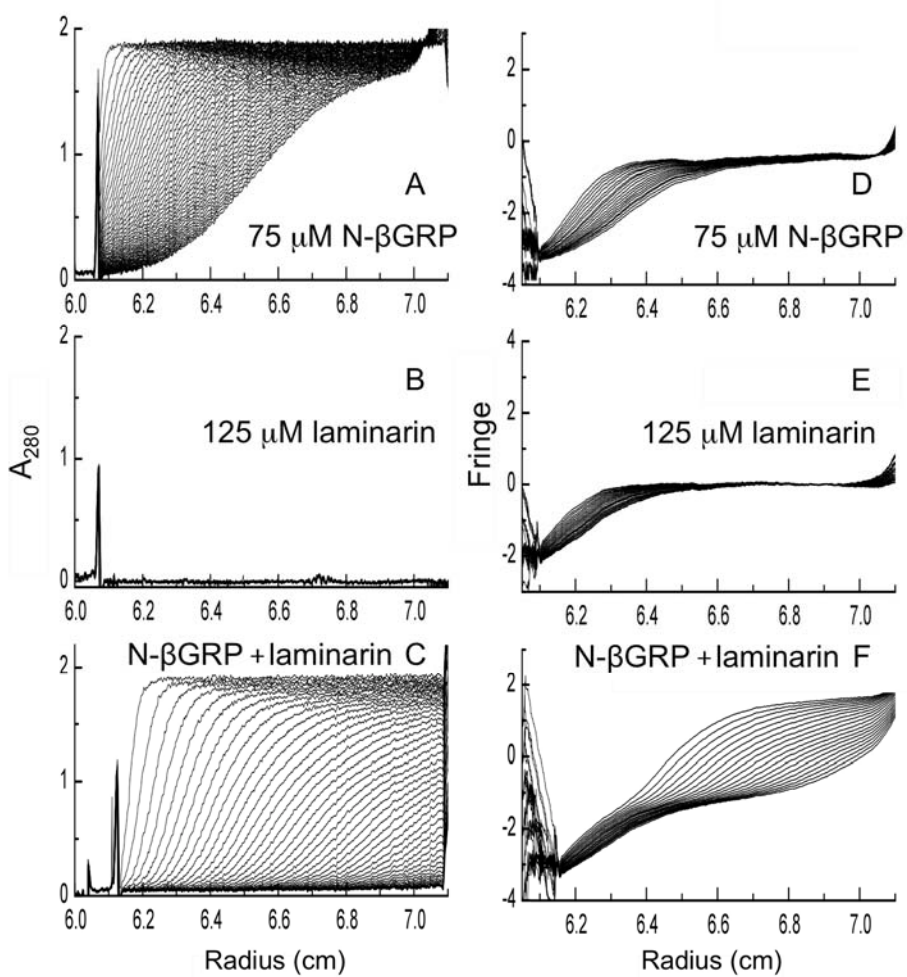 2
1
0
A
75 μM N-βGRP
6.0 6.2 6.4 6.6 6.8 7.0
2
0
-2
-4
D
75 μM N-βGRP
6.2 6.4 6.6 6.8 7.0
A280
2
1
0
B
125 μM laminarin
6.0 6.2 6.4 6.6 6.8 7.0
Fringe
4
2
0
-2
E
125 μM laminarin
6.2 6.4 6.6 6.8 7.0
2
1
0
N-βGRP + laminarin C
6.0 6.2 6.4 6.6 6.8 7.0
Radius (cm)
2
0
-2
-4
N-βGRP + laminarin F
6.2 6.4 6.6 6.8 7.0
Radius (cm)